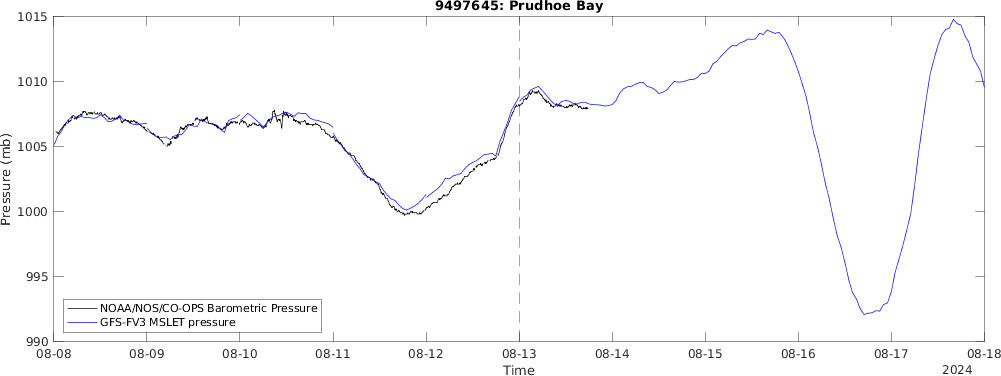 9497645: Prudhoe Bay
1015
1010
1005
1000
995
990
Pressure (mb)
NOAA/NOS/CO-OPS Barometric Pressure
GFS-FV3 MSLET pressure
08-08 08-09 08-10 08-11 08-12 08-13 08-14 08-15 08-16 08-17 08-18
Time
2024